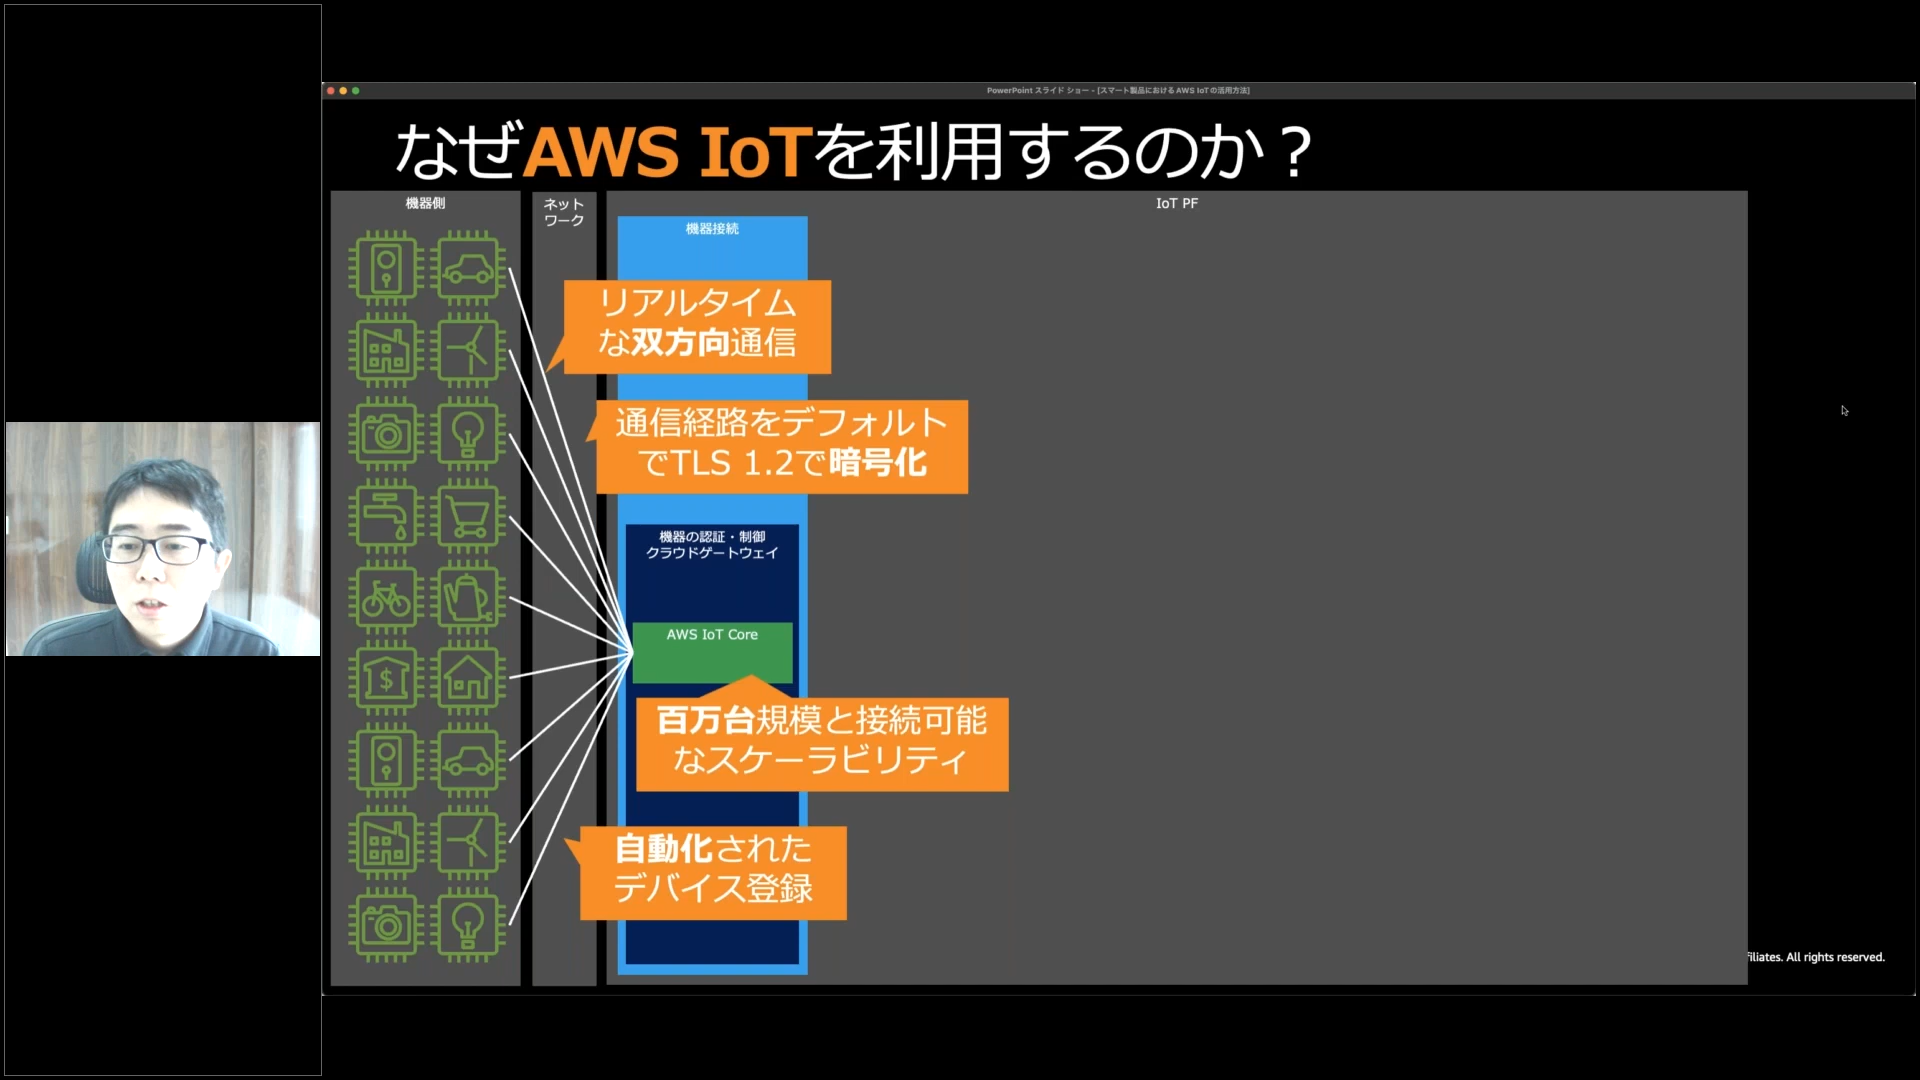 PowerPoint スライド ショー - [スマート製品における AWS IoT の活用方法]
なぜAWS IoTを利用するのか？
機器側
ネット
ワーク
IoT PF
機器接続
リアルタイム
な双方向通信
通信経路をデフォルト
でTLS 1.2で暗号化
機器の認証・制御
クラウドゲートウェイ
AWS IoT Core
百万台規模と接続可能
なスケーラビリティ
自動化された
デバイス登録
$
filiates. All rights reserved.